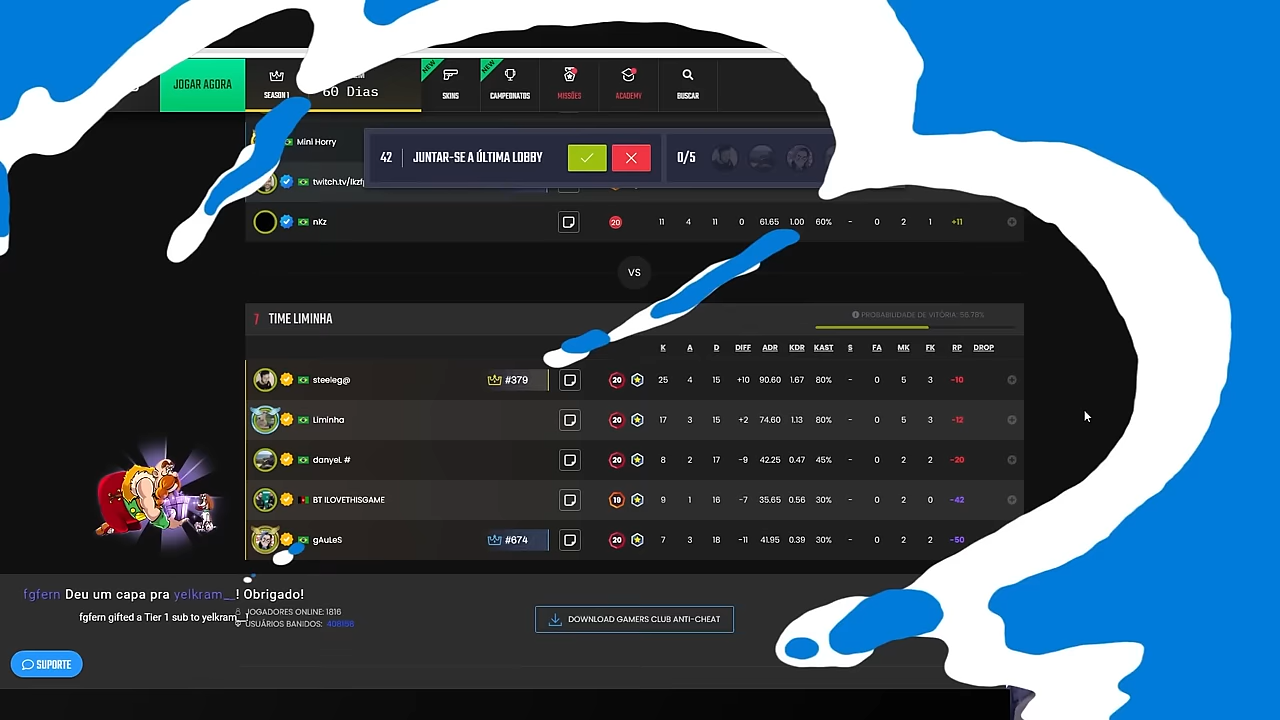 JOGAR AGORA
SEASON 1
60 Dias
NEW
SKINS
NEW
CAMPEONATOS
MISSÕES
ACADEMY
BUSCAR
Mini Horry
42 JUNTAR-SE A ÚLTIMA LOBBY 0/5
nKz 20 11 4 11 0 61.65 1.00 60% - 0 2 1 +11
VS
7 TIME LIMINHA
PROBABILIDADE DE VITÓRIA: 56.78%
K A D DIFF ADR KDR KAST S FA MK FK RP DROP
steeleg@ #379 20 25 4 15 +10 90.60 1.67 80% - 0 5 3 -10
Liminha 20 17 3 15 +2 74.60 1.13 80% - 0 5 3 -12
danyeL # 20 8 2 17 -9 42.25 0.47 45% - 0 2 2 -20
BT ILOVETHISGAME 19 9 1 16 -7 35.65 0.56 30% - 0 2 0 -42
gAuLeS #674 20 7 3 18 -11 41.95 0.39 30% - 0 2 2 -50
fgfern Deu um capa pra yelkram__! Obrigado!
fgfern gifted a Tier 1 sub to yelkram__!
JOGADORES ONLINE: 1816
USUÁRIOS BANIDOS:
DOWNLOAD GAMERS CLUB ANTI-CHEAT
SUPORTE